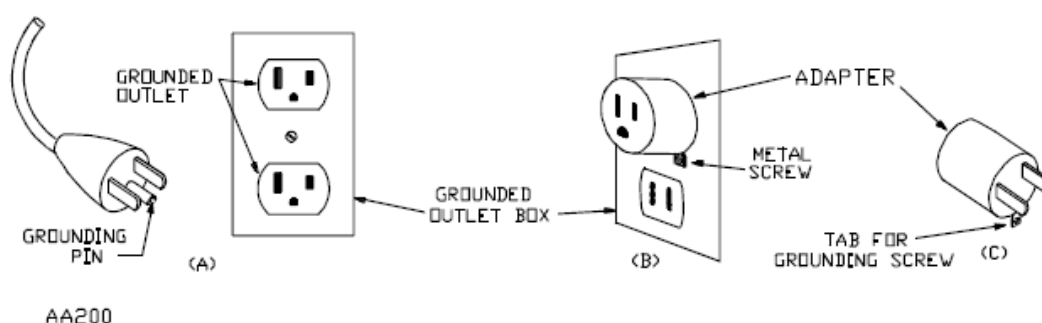 GROUNDED
OUTLET
GROUNDING
PIN
(A)
GROUNDED
OUTLET BOX
ADAPTER
METAL
SCREW
(B)
TAB FOR
GROUNDING SCREW
(C)
AA200